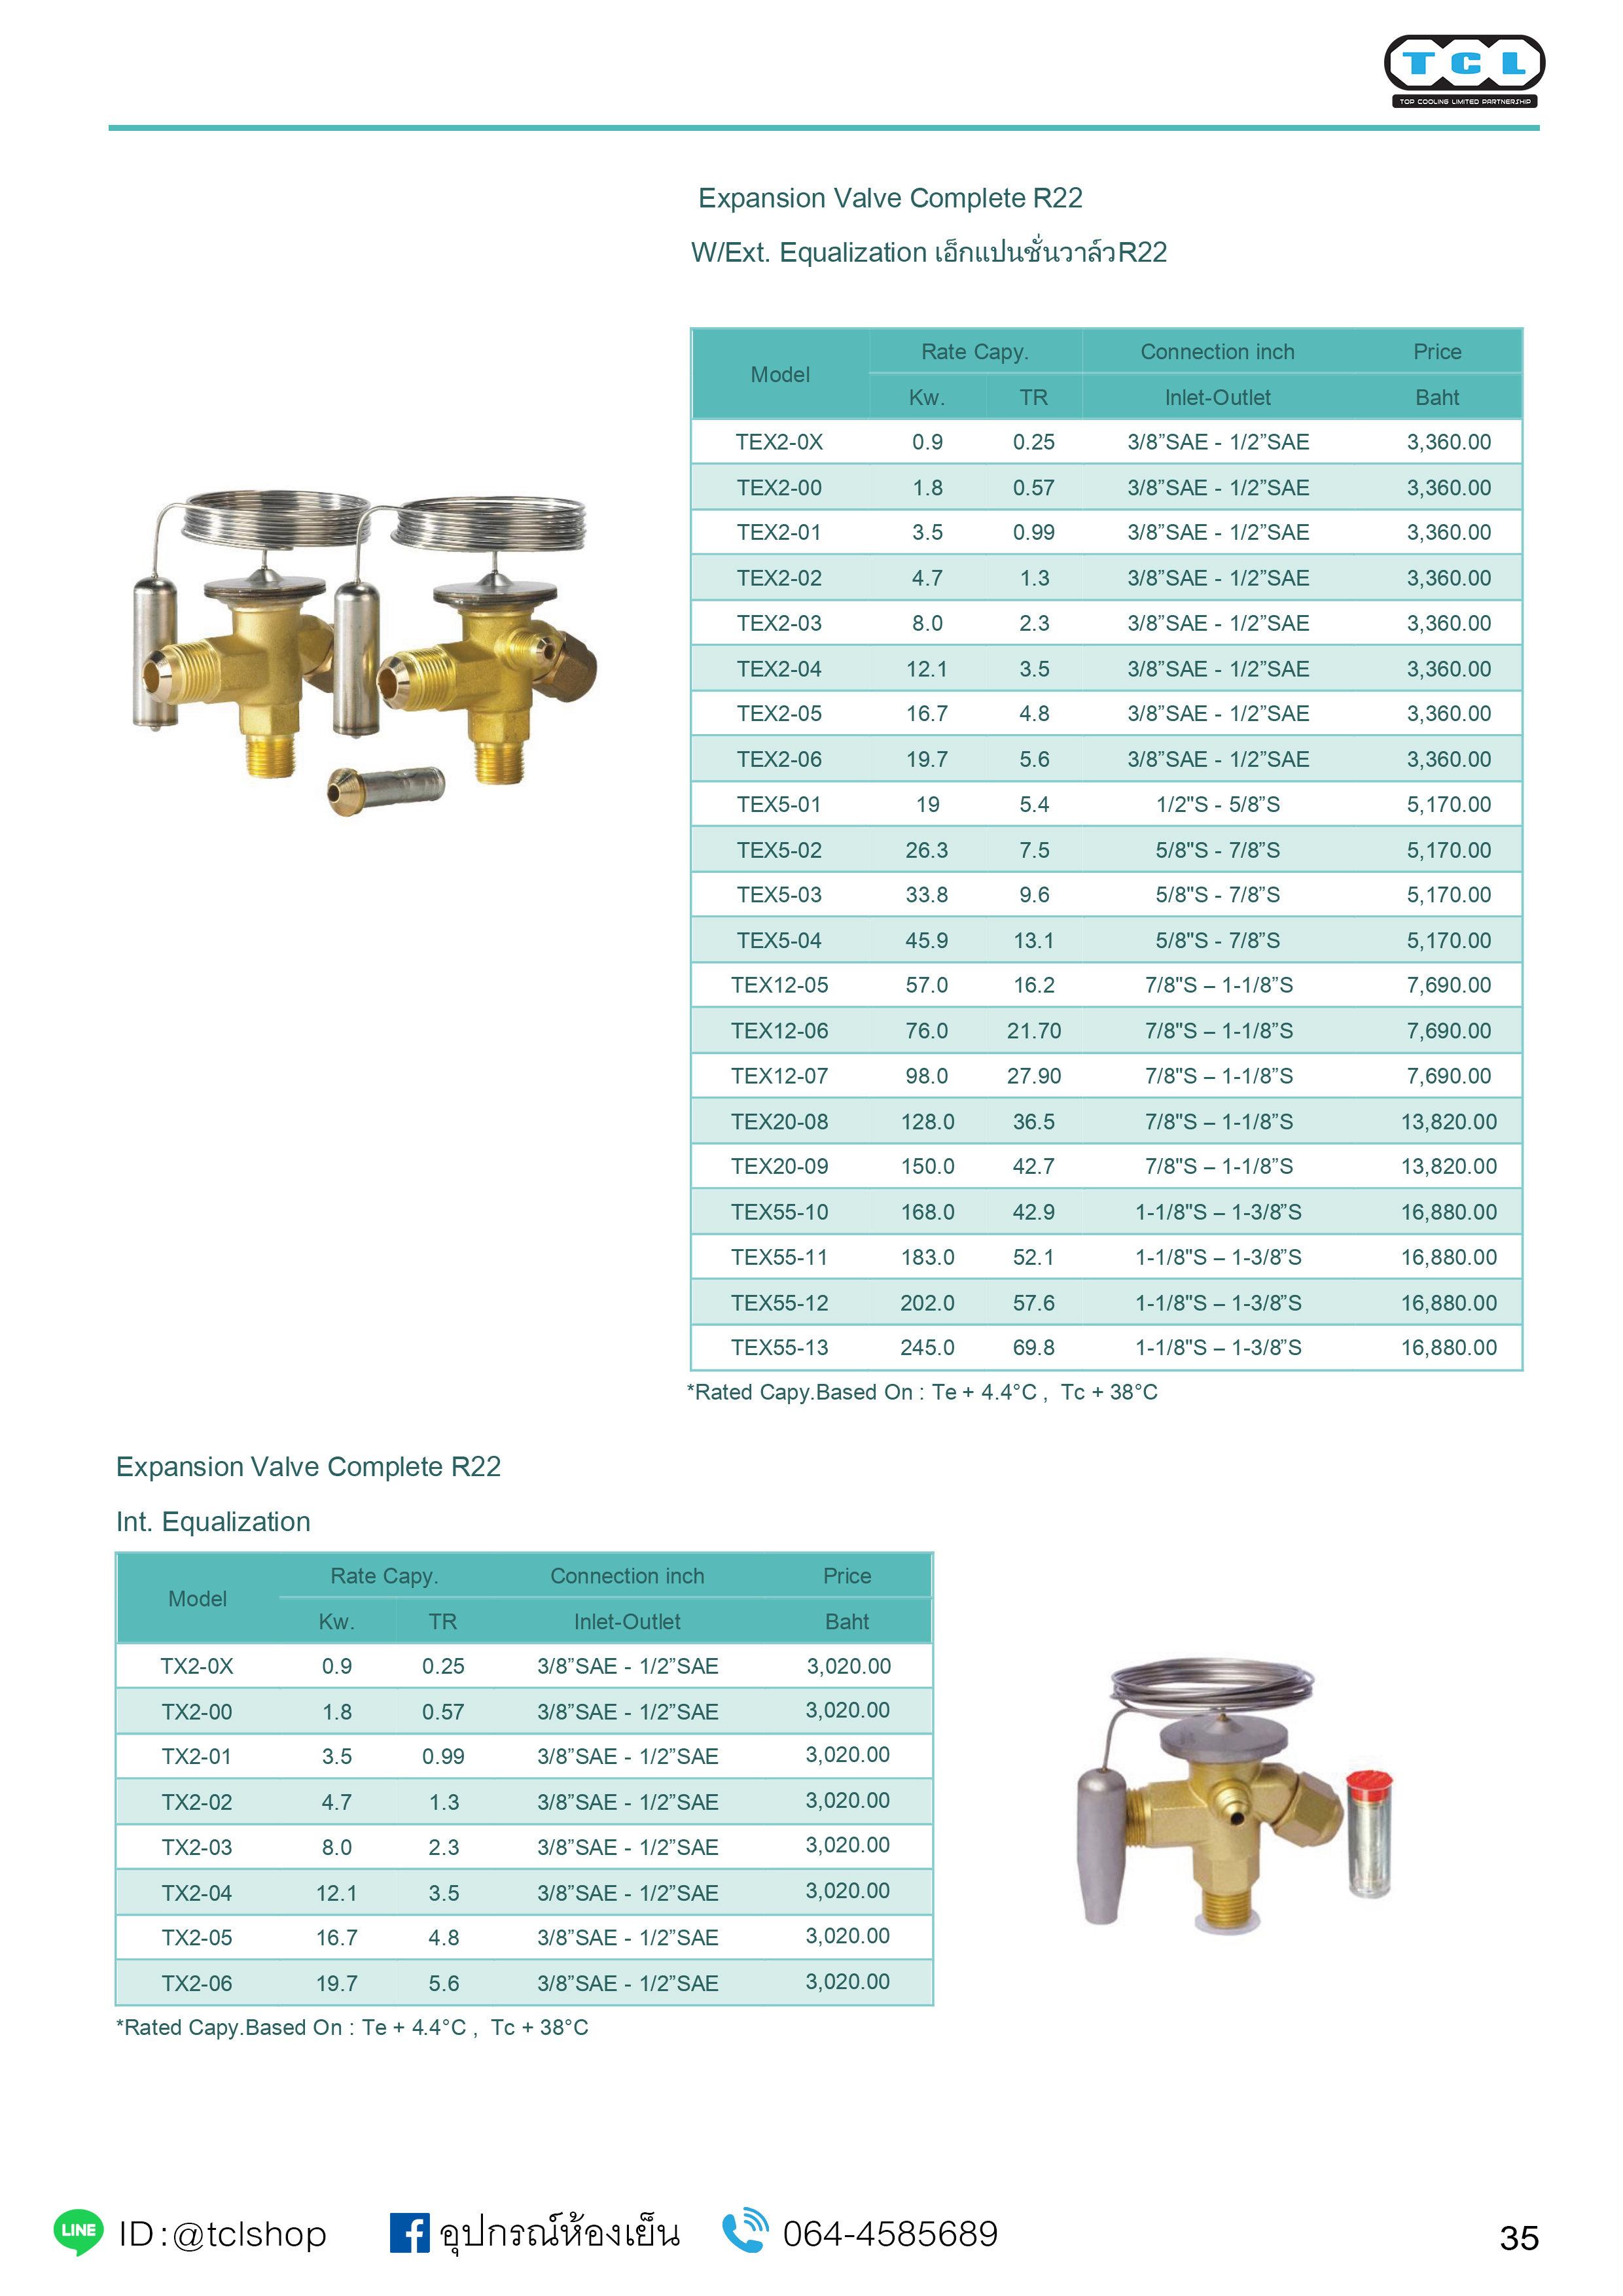 TCL
TOP COOLING LIMITED PARTNERSHIP
Expansion Valve Complete R22
W/Ext. Equalization เอ็กแปนชั่นวาล์วR22
Model Rate Capy. Connection inch Price
Kw. TR Inlet-Outlet Baht
TEX2-0X 0.9 0.25 3/8”SAE - 1/2”SAE 3,360.00
TEX2-00 1.8 0.57 3/8”SAE - 1/2”SAE 3,360.00
TEX2-01 3.5 0.99 3/8”SAE - 1/2”SAE 3,360.00
TEX2-02 4.7 1.3 3/8”SAE - 1/2”SAE 3,360.00
TEX2-03 8.0 2.3 3/8”SAE - 1/2”SAE 3,360.00
TEX2-04 12.1 3.5 3/8”SAE - 1/2”SAE 3,360.00
TEX2-05 16.7 4.8 3/8”SAE - 1/2”SAE 3,360.00
TEX2-06 19.7 5.6 3/8”SAE - 1/2”SAE 3,360.00
TEX5-01 19 5.4 1/2"S - 5/8”S 5,170.00
TEX5-02 26.3 7.5 5/8"S - 7/8”S 5,170.00
TEX5-03 33.8 9.6 5/8"S - 7/8”S 5,170.00
TEX5-04 45.9 13.1 5/8"S - 7/8”S 5,170.00
TEX12-05 57.0 16.2 7/8"S – 1-1/8”S 7,690.00
TEX12-06 76.0 21.70 7/8"S – 1-1/8”S 7,690.00
TEX12-07 98.0 27.90 7/8"S – 1-1/8”S 7,690.00
TEX20-08 128.0 36.5 7/8"S – 1-1/8”S 13,820.00
TEX20-09 150.0 42.7 7/8"S – 1-1/8”S 13,820.00
TEX55-10 168.0 42.9 1-1/8"S – 1-3/8”S 16,880.00
TEX55-11 183.0 52.1 1-1/8"S – 1-3/8”S 16,880.00
TEX55-12 202.0 57.6 1-1/8"S – 1-3/8”S 16,880.00
TEX55-13 245.0 69.8 1-1/8"S – 1-3/8”S 16,880.00
*Rated Capy.Based On : Te + 4.4°C , Tc + 38°C
Expansion Valve Complete R22
Int. Equalization
Model Rate Capy. Connection inch Price
Kw. TR Inlet-Outlet Baht
TX2-0X 0.9 0.25 3/8”SAE - 1/2”SAE 3,020.00
TX2-00 1.8 0.57 3/8”SAE - 1/2”SAE 3,020.00
TX2-01 3.5 0.99 3/8”SAE - 1/2”SAE 3,020.00
TX2-02 4.7 1.3 3/8”SAE - 1/2”SAE 3,020.00
TX2-03 8.0 2.3 3/8”SAE - 1/2”SAE 3,020.00
TX2-04 12.1 3.5 3/8”SAE - 1/2”SAE 3,020.00
TX2-05 16.7 4.8 3/8”SAE - 1/2”SAE 3,020.00
TX2-06 19.7 5.6 3/8”SAE - 1/2”SAE 3,020.00
*Rated Capy.Based On : Te + 4.4°C , Tc + 38°C
LINE ID : @tclshop f อุปกรณ์ห้องเย็น 064-4585689 35